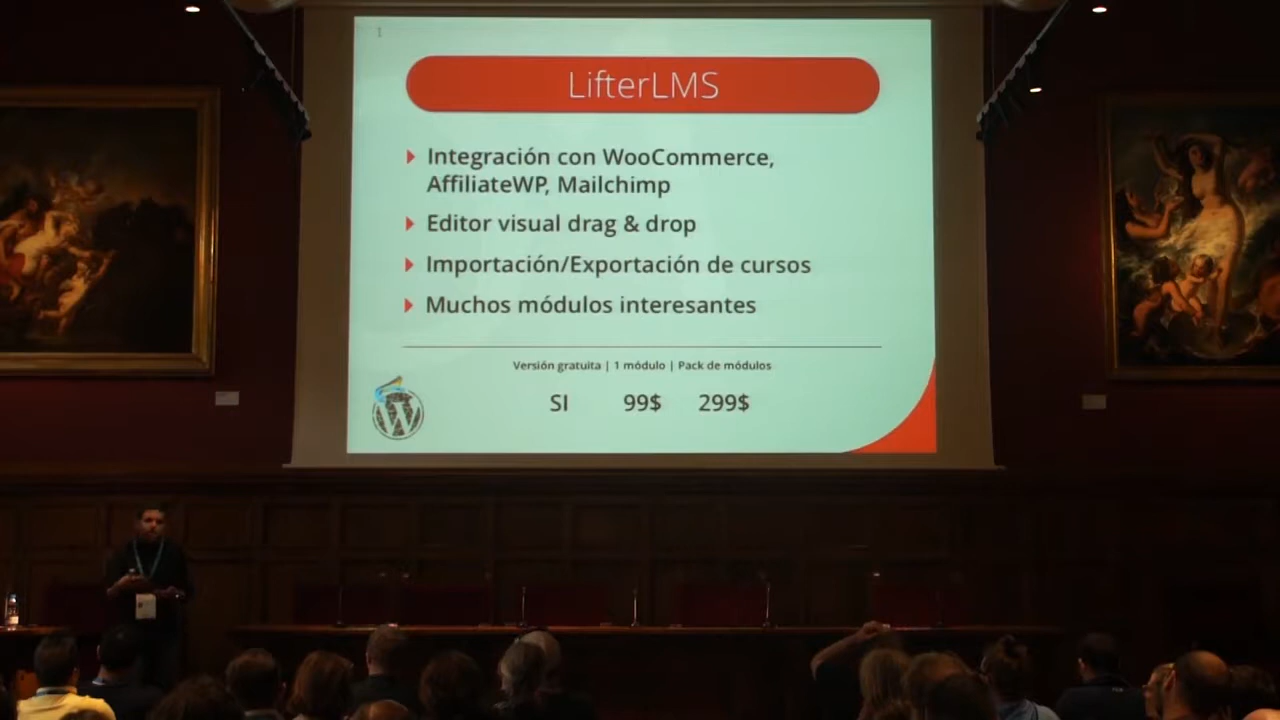 LifterLMS
Integración con WooCommerce,
AffiliateWP, Mailchimp
Editor visual drag & drop
Importación/Exportación de cursos
Muchos módulos interesantes
Versión gratuita | 1 módulo | Pack de módulos
SI 99$ 299$
W